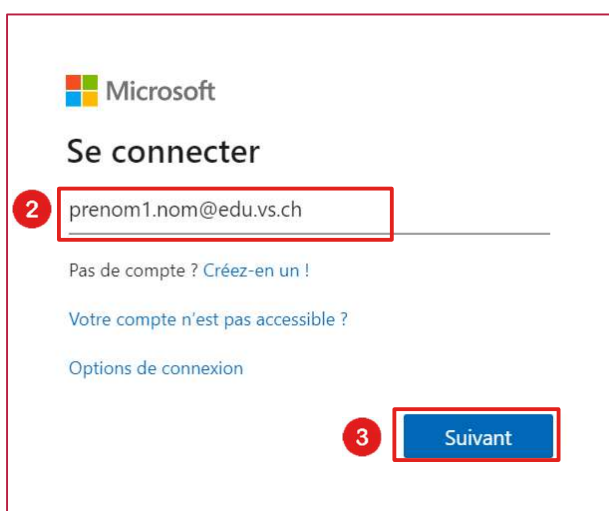 Microsoft
Se connecter
2
prenom1.nom@edu.vs.ch
Pas de compte ? Créez-en un !
Votre compte n’est pas accessible ?
Options de connexion
3
Suivant